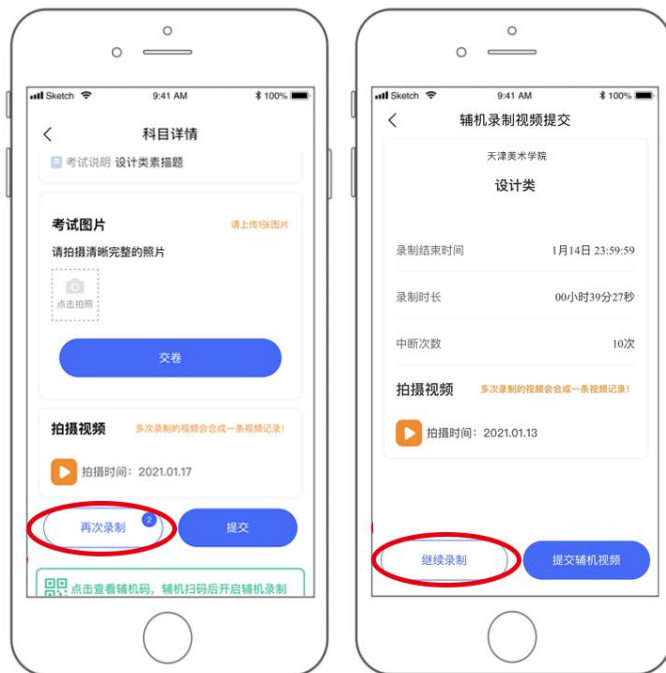 Sketch
9:41 AM
100%
科目详情
考试说明 设计类素描题
考试图片
请上传1张图片
请拍摄清晰完整的照片
点击拍照
交卷
拍摄视频
多次录制的视频会合成一条视频记录！
拍摄时间：2021.01.17
再次录制
2
提交
点击查看辅机码，辅机扫码后开启辅机录制
Sketch
9:41 AM
100%
辅机录制视频提交
天津美术学院
设计类
录制结束时间
1月14日 23:59:59
录制时长
00小时39分27秒
中断次数
10次
拍摄视频
多次录制的视频会合成一条视频记录！
拍摄时间：2021.01.13
继续录制
提交辅机视频